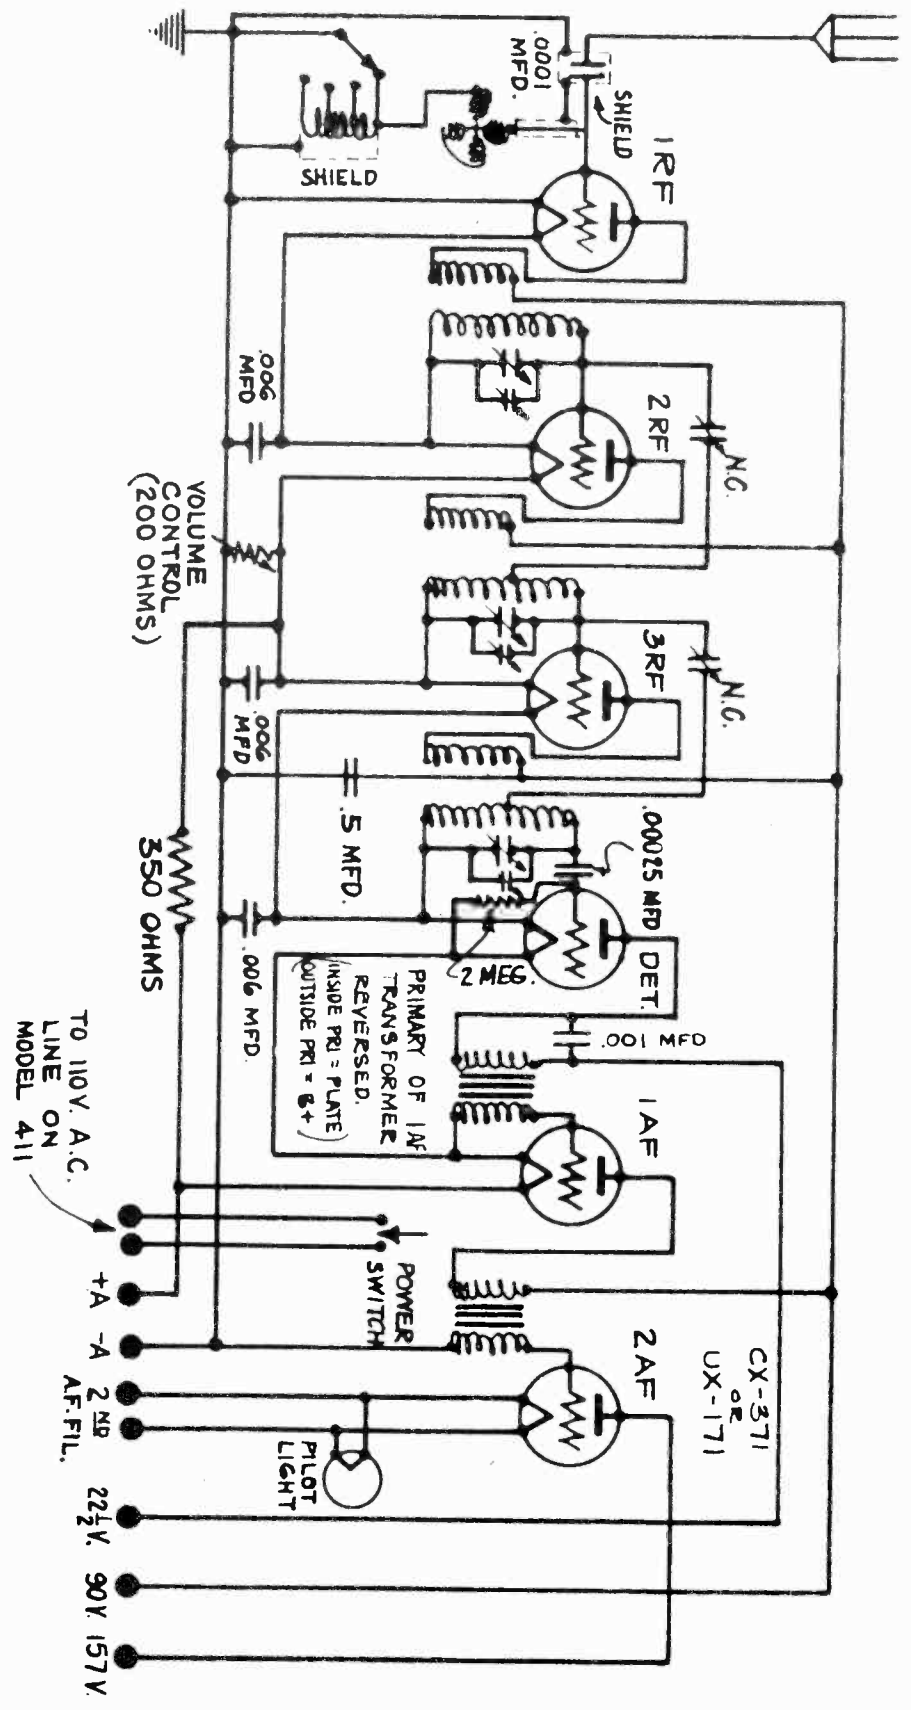 .0001
MFD.
SHIELD
SHIELD
1RF
.006
MFD
2RF
N.C.
VOLUME
CONTROL
(200 OHMS)
3RF
N.C.
.006
MFD
.5 MFD.
.00025 MFD
350 OHMS
.006 MFD.
2 MEG.
DET.
PRIMARY OF 1AF
TRANSFORMER
REVERSED.
(INSIDE PRI = PLATE
OUTSIDE PRI = B+)
.001 MFD
1AF
TO 110V. A.C.
LINE ON
MODEL 411
POWER
SWITCH
2AF
CX-371
OR
UX-171
PILOT
LIGHT
+A
-A
2ND
A.F. FIL.
22½V.
90V.
157V.